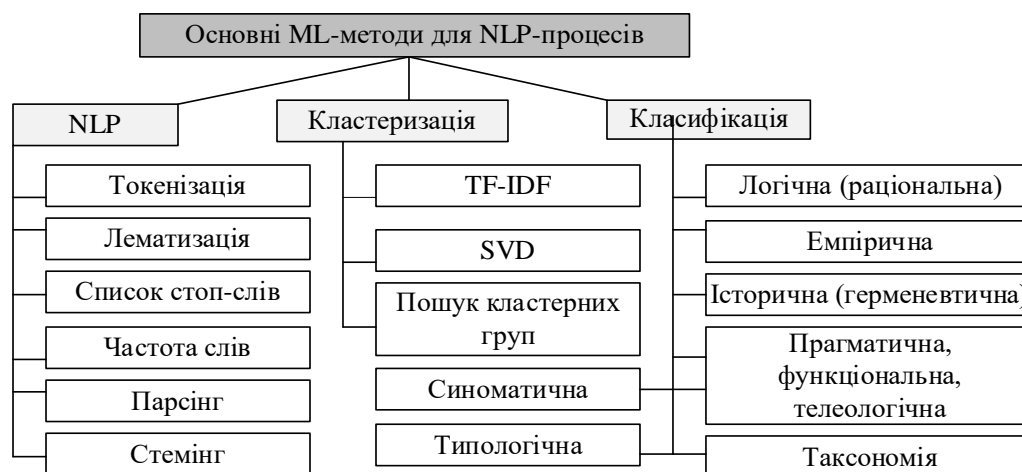 Основні ML-методи для NLP-процесів
NLP
Токенізація
Лематизація
Список стоп-слів
Частота слів
Парсінг
Стемінг
Кластеризація
TF-IDF
SVD
Пошук кластерних
груп
Класифікація
Логічна (раціональна)
Емпірична
Історична (герменевтична)
Прагматична,
функціональна,
телеологічна
Синоматична
Типологічна
Таксономія